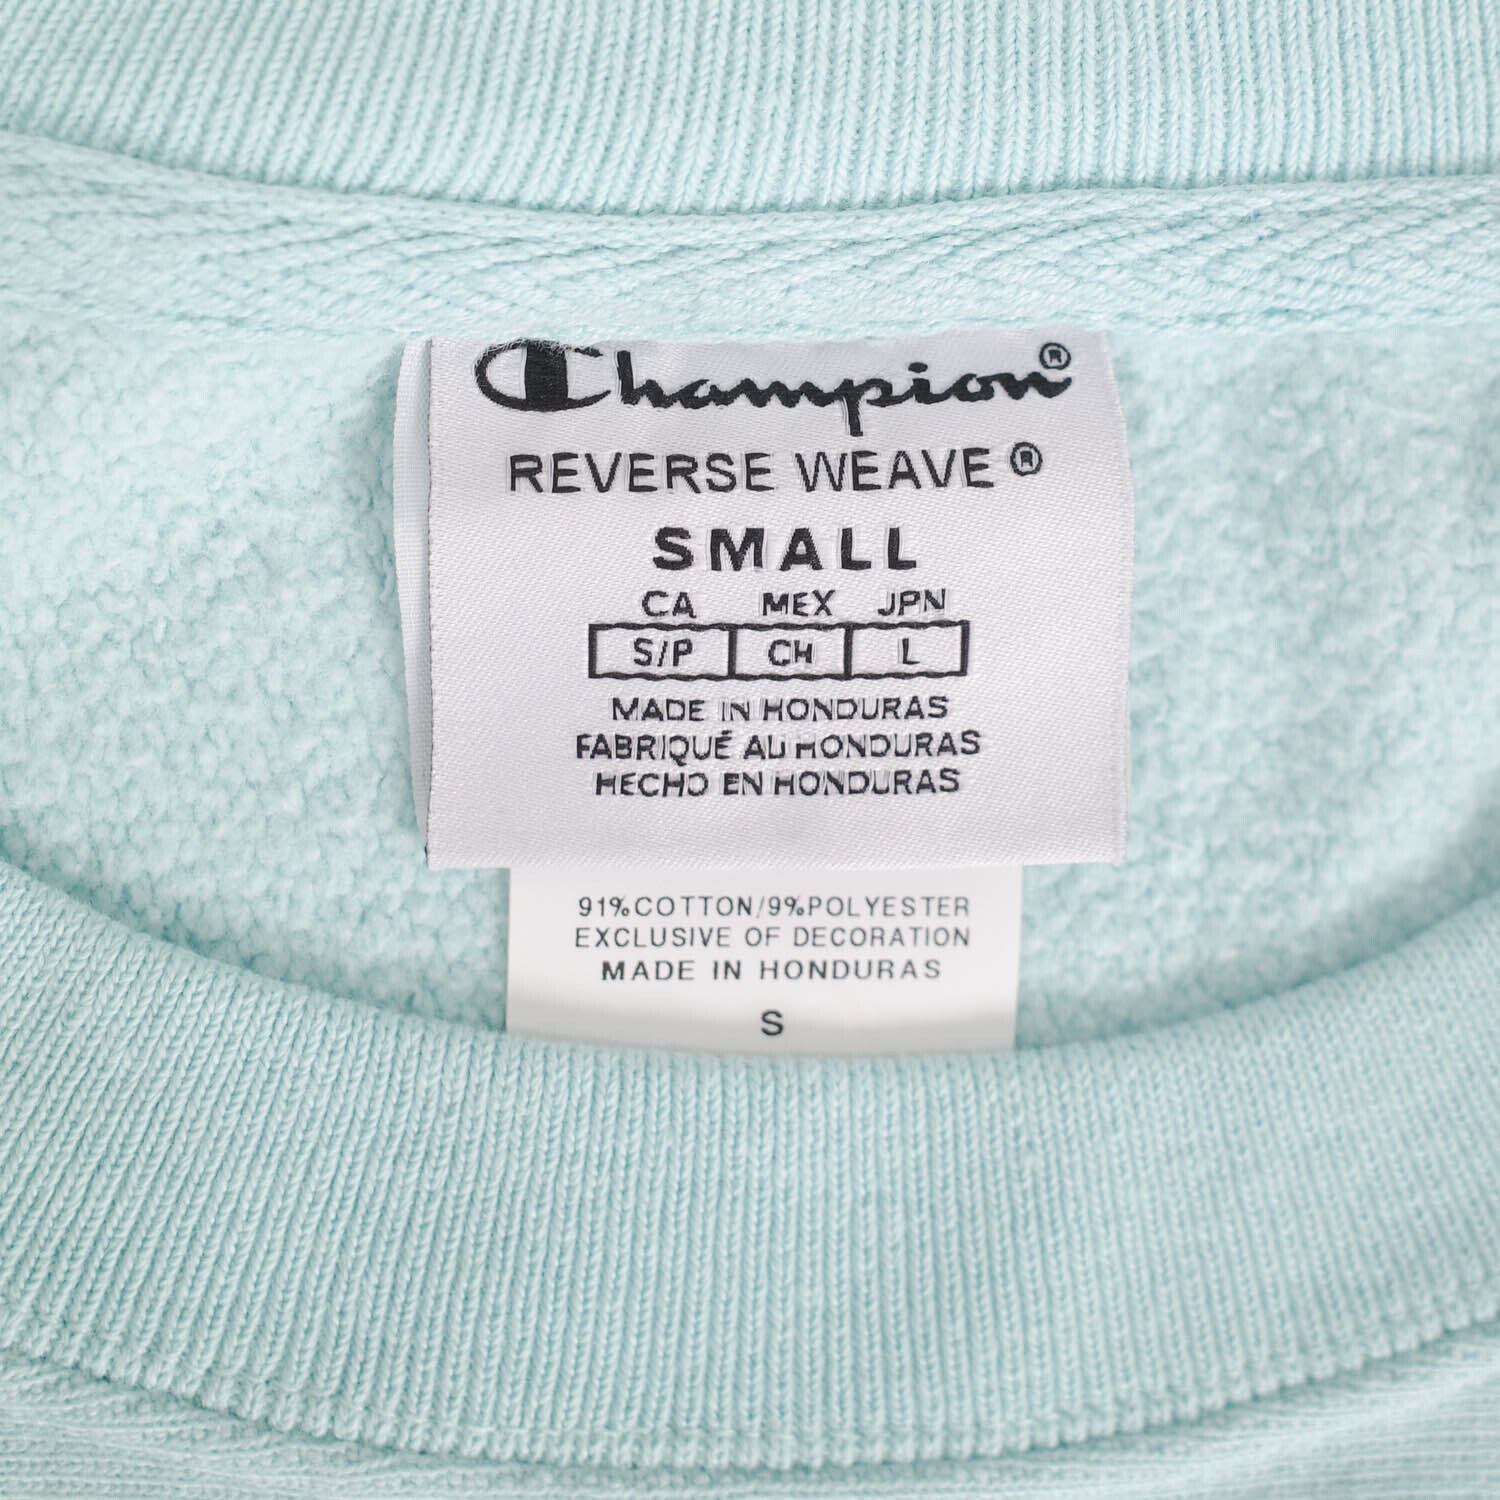 Champion®
REVERSE WEAVE®
SMALL
CA MEX JPN
S/P CH L
MADE IN HONDURAS
FABRIQUÉ AU HONDURAS
HECHO EN HONDURAS
91%COTTON/9%POLYESTER
EXCLUSIVE OF DECORATION
MADE IN HONDURAS
S